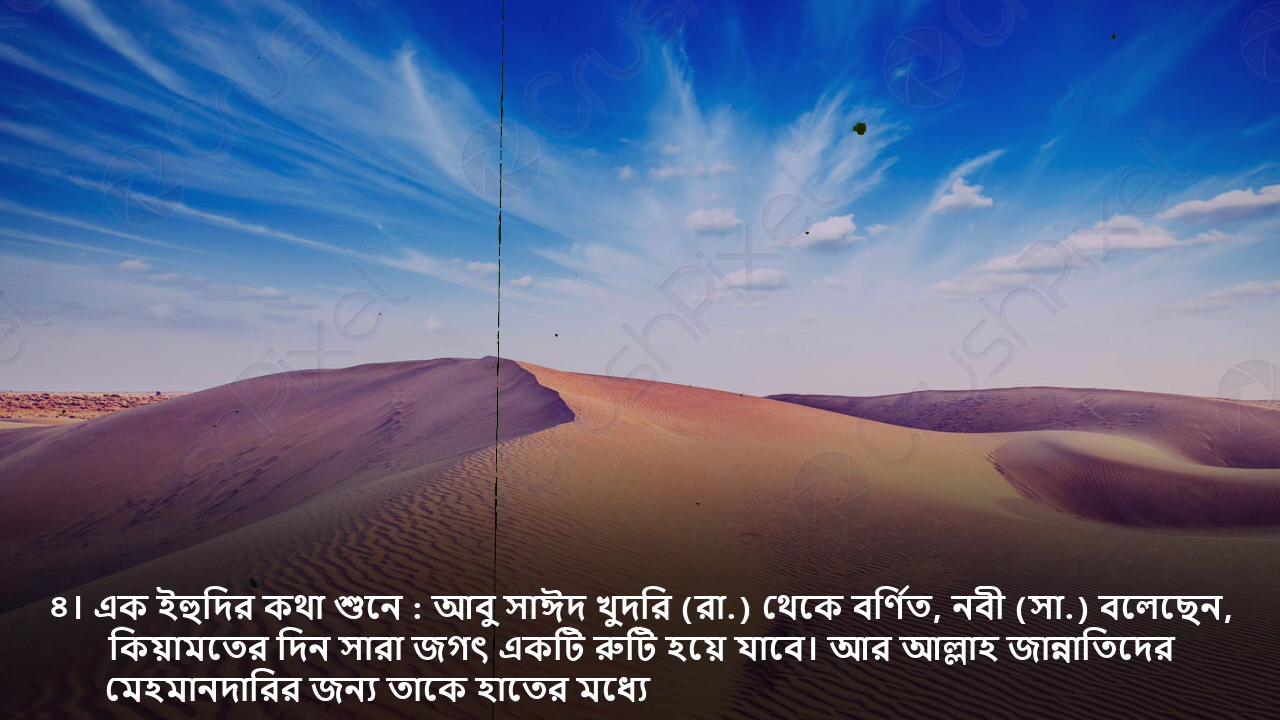 ৪। এক ইহুদির কথা শুনে : আবু সাঈদ খুদরি (রা.) থেকে বর্ণিত, নবী (সা.) বলেছেন,
কিয়ামতের দিন সারা জগৎ একটি রুটি হয়ে যাবে। আর আল্লাহ জান্নাতিদের
মেহমানদারির জন্য তাকে হাতের মধ্যে